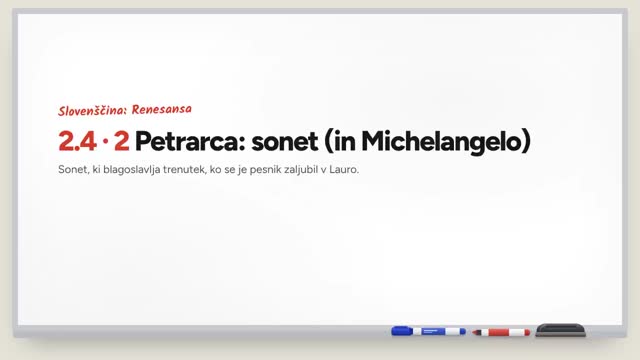 Slovenščina: Renesansa
2.4 · 2 Petrarca: sonet (in Michelangelo)
Sonet, ki blagoslavlja trenutek, ko se je pesnik zaljubil v Lauro.